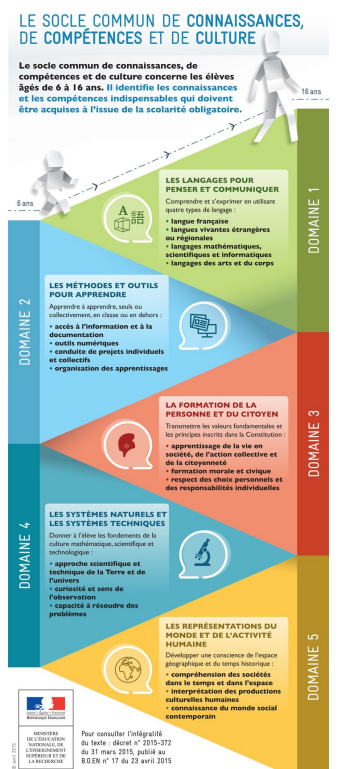 LE SOCLE COMMUN DE CONNAISSANCES,
DE COMPÉTENCES ET DE CULTURE
Le socle commun de connaissances, de
compétences et de culture concerne les élèves
âgés de 6 à 16 ans. Il identifie les connaissances
et les compétences indispensables qui doivent
être acquises à l'issue de la scolarité obligatoire.
16 ans
6 ans
DOMAINE 1
LES LANGAGES POUR
PENSER ET COMMUNIQUER
Comprendre et s'exprimer en utilisant
quatre types de langage :
• langue française
• langues vivantes étrangères
ou régionales
• langages mathématiques,
scientifiques et informatiques
• langages des arts et du corps
A
DOMAINE 2
LES MÉTHODES ET OUTILS
POUR APPRENDRE
Apprendre à apprendre, seuls ou
collectivement, en classe ou en dehors :
• accès à l'information et à la
documentation
• outils numériques
• conduite de projets individuels
et collectifs
• organisation des apprentissages
DOMAINE 3
LA FORMATION DE LA
PERSONNE ET DU CITOYEN
Transmettre les valeurs fondamentales et
les principes inscrits dans la Constitution :
• apprentissage de la vie en
société, de l'action collective et
de la citoyenneté
• formation morale et civique
• respect des choix personnels et
des responsabilités individuelles
DOMAINE 4
LES SYSTÈMES NATURELS ET
LES SYSTÈMES TECHNIQUES
Donner à l'élève les fondements de la
culture mathématique, scientifique et
technologique :
• approche scientifique et
technique de la Terre et de
l'univers
• curiosité et sens de
l'observation
• capacité à résoudre des
problèmes
DOMAINE 5
LES REPRÉSENTATIONS DU
MONDE ET DE L'ACTIVITÉ
HUMAINE
Développer une conscience de l'espace
géographique et du temps historique :
• compréhension des sociétés
dans le temps et dans l'espace
• interprétation des productions
culturelles humaines
• connaissance du monde social
contemporain
Liberté • Égalité • Fraternité
RÉPUBLIQUE FRANÇAISE
MINISTÈRE
DE L'ÉDUCATION
NATIONALE, DE
L'ENSEIGNEMENT
SUPÉRIEUR ET DE
LA RECHERCHE
Pour consulter l'intégralité
du texte : décret n° 2015-372
du 31 mars 2015, publié au
B.O.EN n° 17 du 23 avril 2015
avril 2015